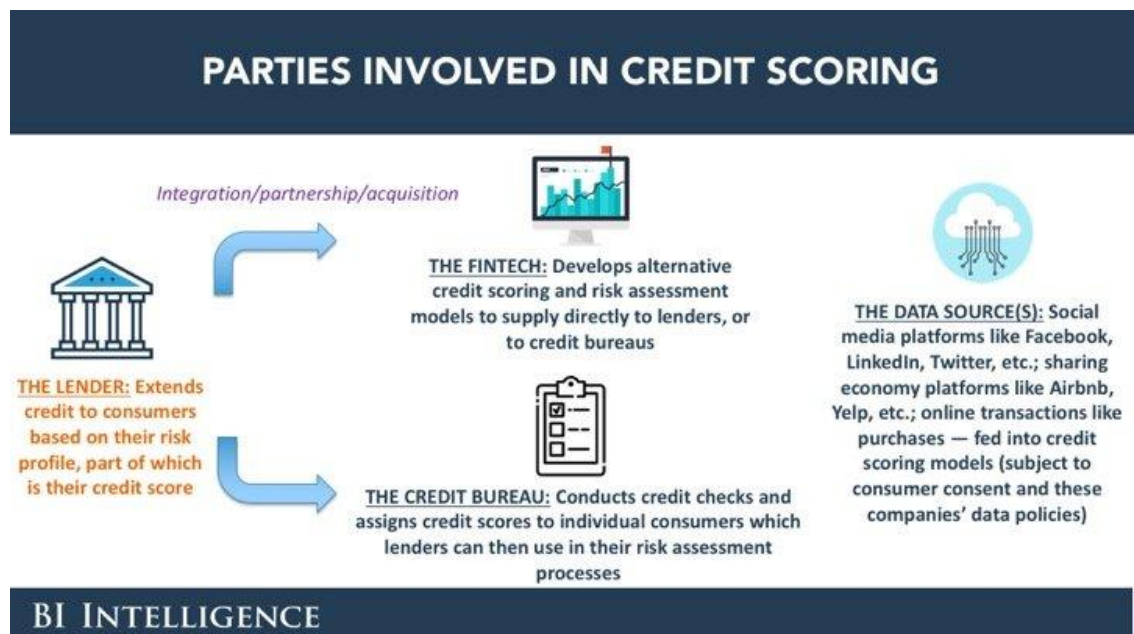 PARTIES INVOLVED IN CREDIT SCORING
Integration/partnership/acquisition
THE LENDER: Extends
credit to consumers
based on their risk
profile, part of which
is their credit score
THE FINTECH: Develops alternative
credit scoring and risk assessment
models to supply directly to lenders, or
to credit bureaus
THE CREDIT BUREAU: Conducts credit checks and
assigns credit scores to individual consumers which
lenders can then use in their risk assessment
processes
THE DATA SOURCE(S): Social
media platforms like Facebook,
LinkedIn, Twitter, etc.; sharing
economy platforms like Airbnb,
Yelp, etc.; online transactions like
purchases — fed into credit
scoring models (subject to
consumer consent and these
companies’ data policies)
BI INTELLIGENCE